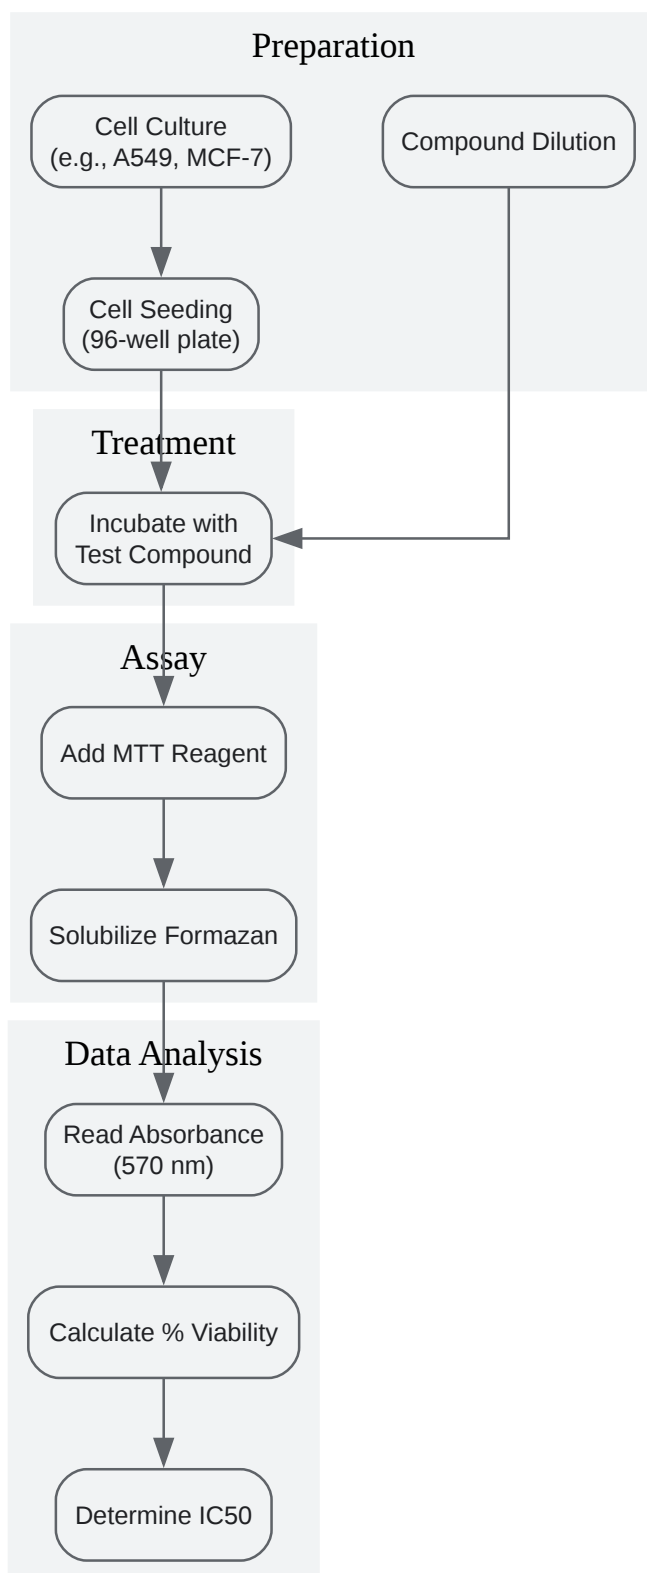 Preparation
Cell Culture
(e.g., A549, MCF-7)
Compound Dilution
Cell Seeding
(96-well plate)
Treatment
Incubate with
Test Compound
Assay
Add MTT Reagent
Solubilize Formazan
Data Analysis
Read Absorbance
(570 nm)
Calculate % Viability
Determine IC50